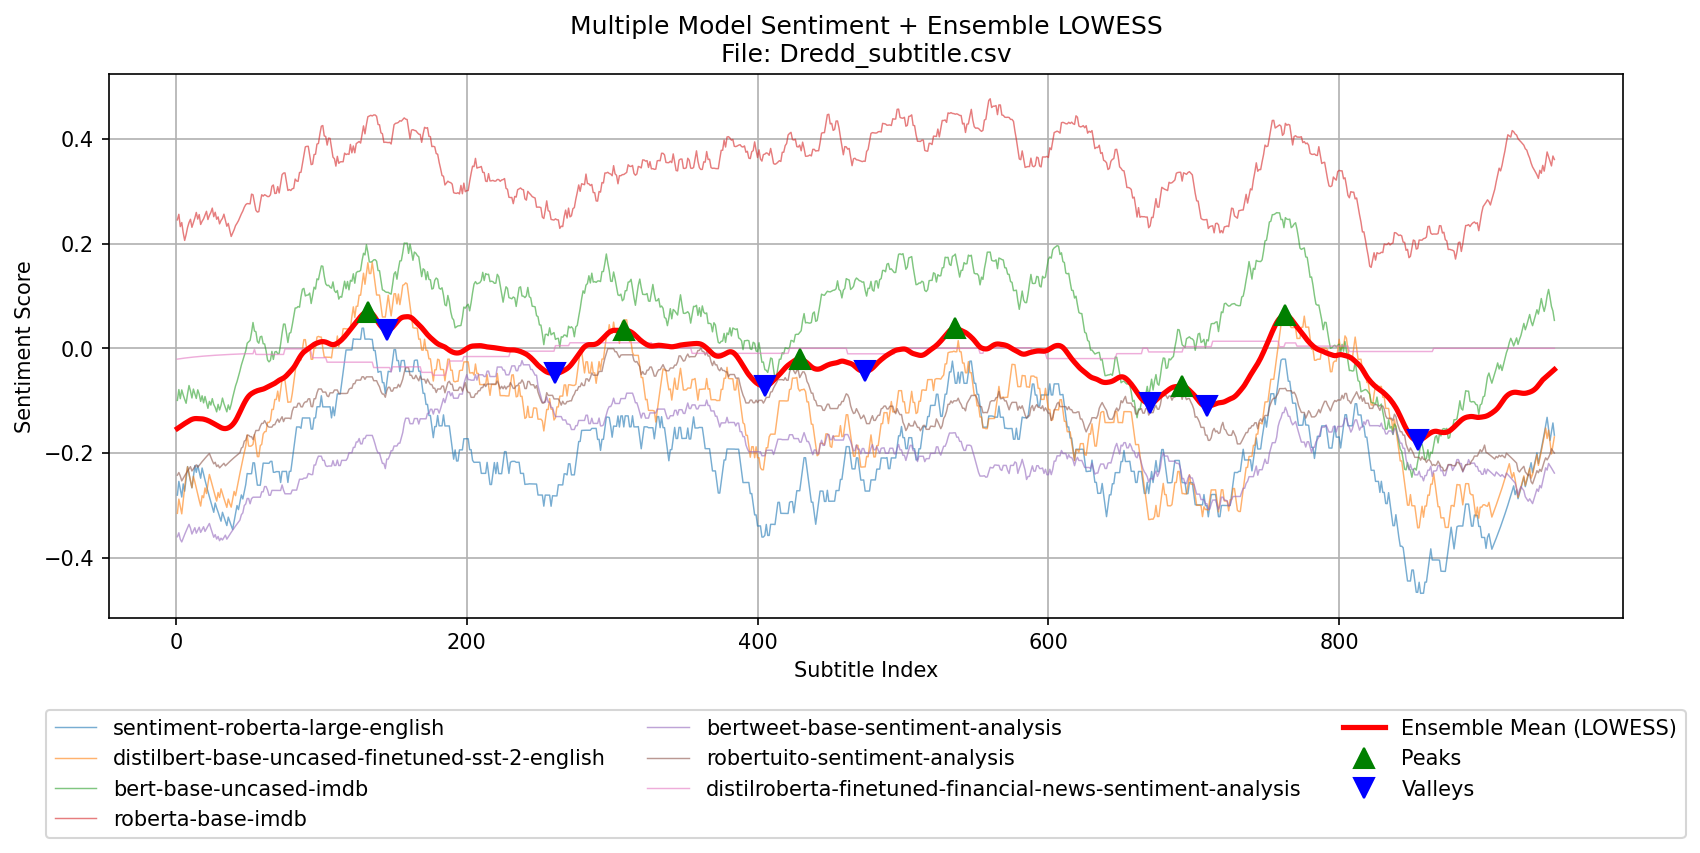 Multiple Model Sentiment + Ensemble LOWESS
File: Dredd_subtitle.csv
Sentiment Score
0.4
0.2
0.0
−0.2
−0.4
0
200
400
600
800
Subtitle Index
sentiment-roberta-large-english
distilbert-base-uncased-finetuned-sst-2-english
bert-base-uncased-imdb
roberta-base-imdb
bertweet-base-sentiment-analysis
robertuito-sentiment-analysis
distilroberta-finetuned-financial-news-sentiment-analysis
Ensemble Mean (LOWESS)
Peaks
Valleys